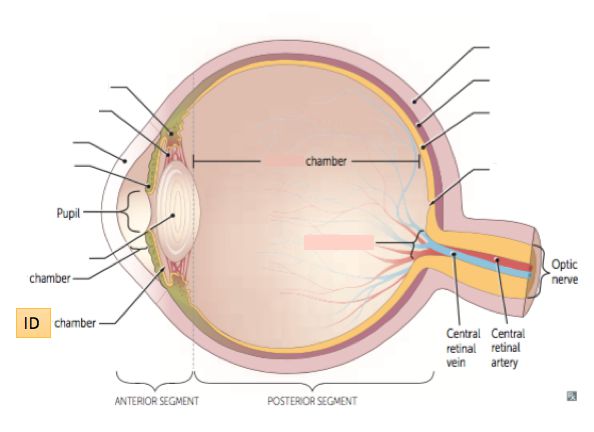 chamber
Pupil
chamber
ID
chamber
Optic
nerve
Central
retinal
vein
Central
retinal
artery
ANTERIOR SEGMENT
POSTERIOR SEGMENT